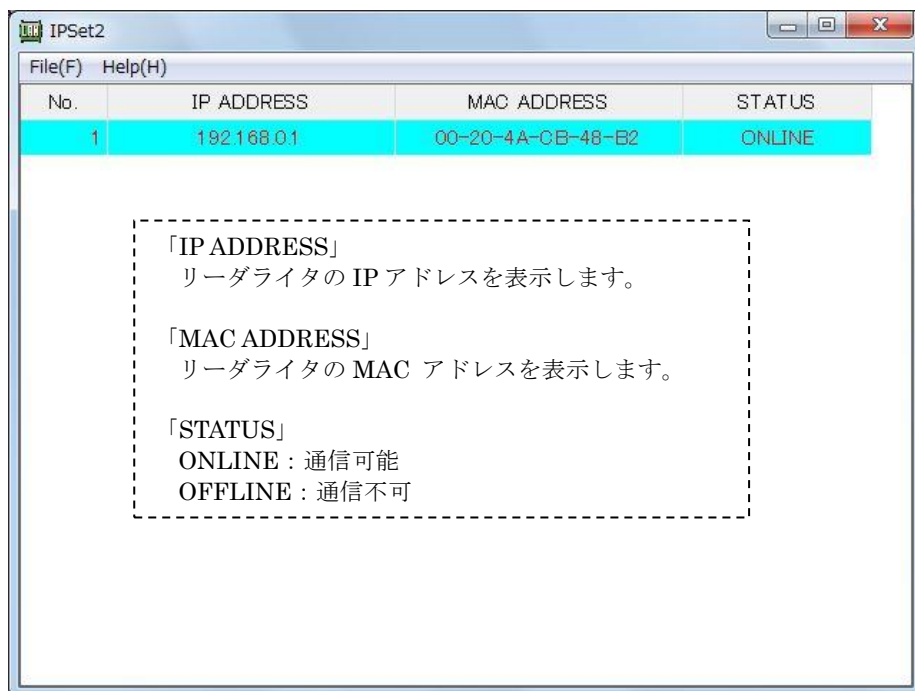 IPSet2
File(F) Help(H)
No. IP ADDRESS MAC ADDRESS STATUS
1 192.168.0.1 00-20-4A-CB-48-B2 ONLINE
「IP ADDRESS」
リーダライタの IP アドレスを表示します。
「MAC ADDRESS」
リーダライタの MAC アドレスを表示します。
「STATUS」
ONLINE:通信可能
OFFLINE:通信不可